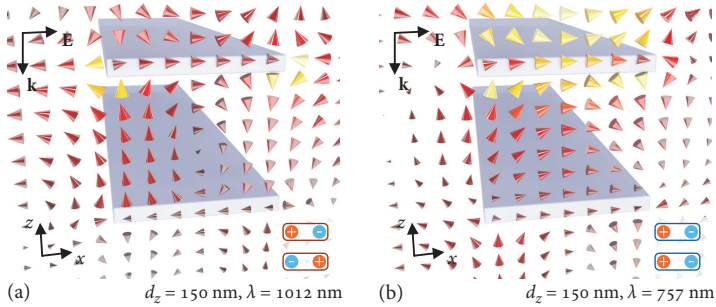 E
k
z
x
+ −
− +
(a) d_z = 150 nm, λ = 1012 nm
E
k
z
x
+ −
− +
(b) d_z = 150 nm, λ = 757 nm